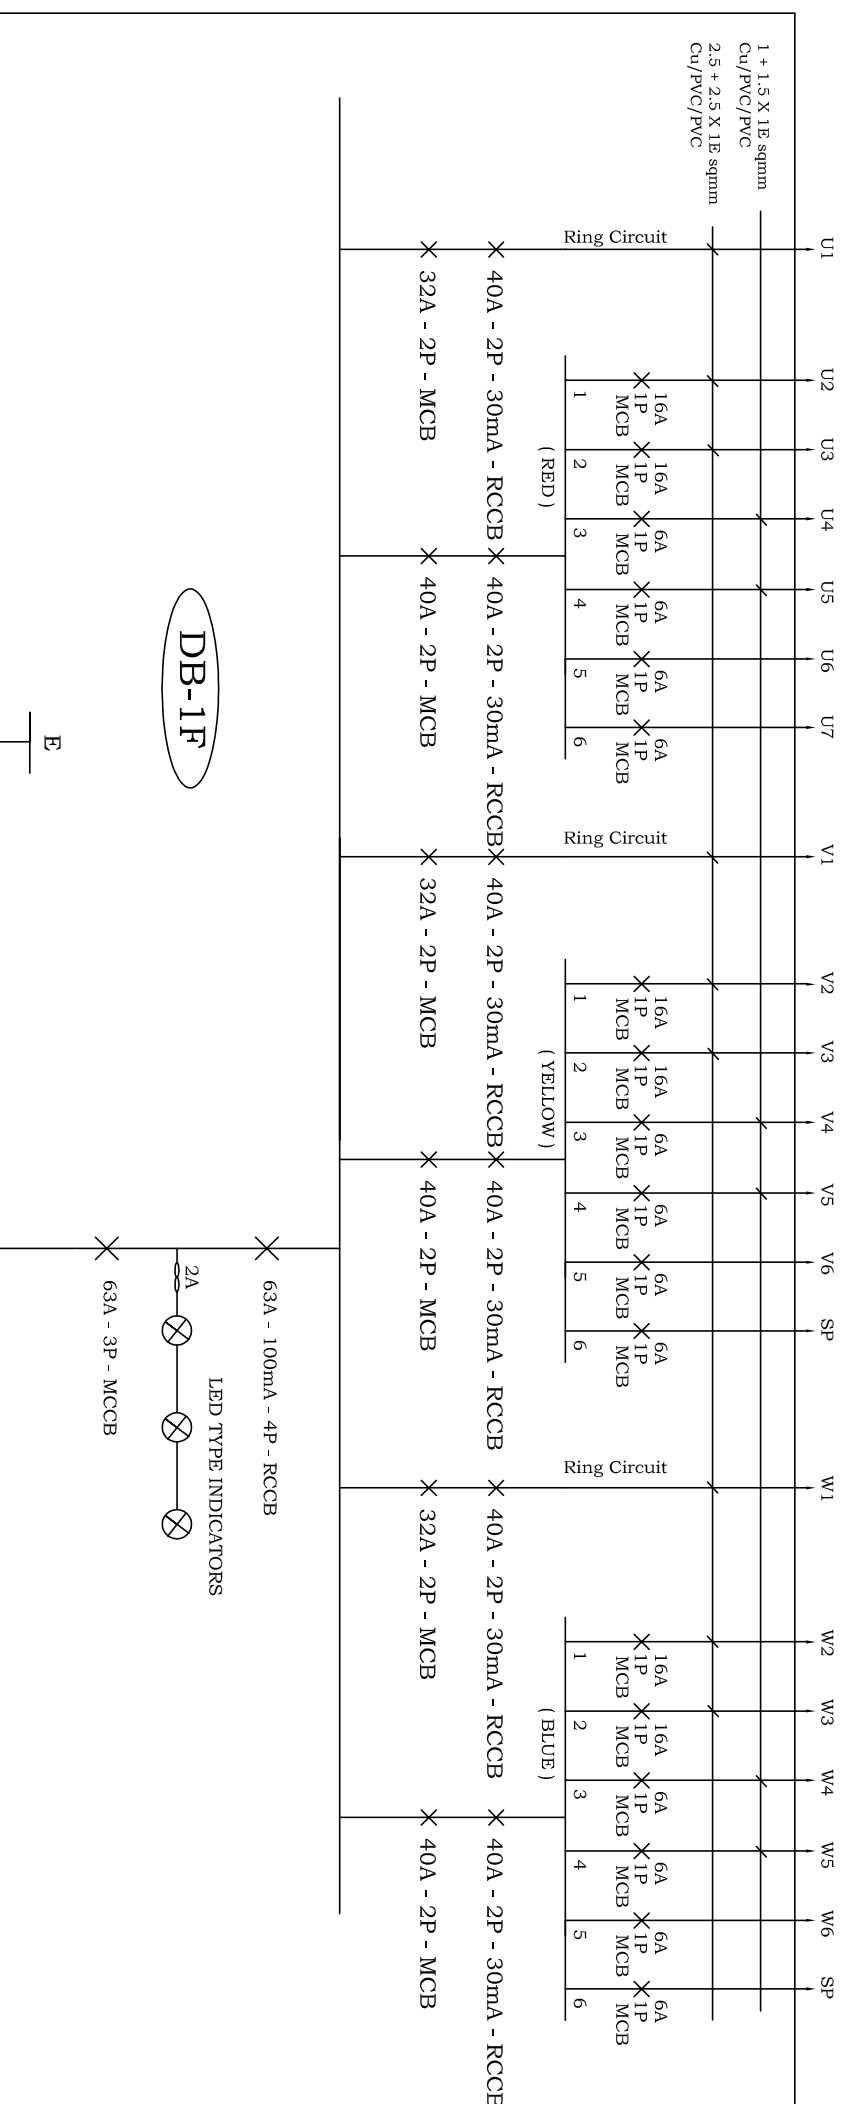 1 + 1.5 X 1E sqmm
Cu/PVC/PVC
2.5 + 2.5 X 1E sqmm
Cu/PVC/PVC
U1
U2
U3
U4
U5
U6
U7
V1
V2
V3
V4
V5
V6
SP
W1
W2
W3
W4
W5
W6
SP
Ring Circuit
16A
1P
MCB
1
16A
1P
MCB
2
6A
1P
MCB
3
6A
1P
MCB
4
6A
1P
MCB
5
6A
1P
MCB
6
( RED )
Ring Circuit
16A
1P
MCB
1
16A
1P
MCB
2
6A
1P
MCB
3
6A
1P
MCB
4
6A
1P
MCB
5
6A
1P
MCB
6
( YELLOW )
Ring Circuit
16A
1P
MCB
1
16A
1P
MCB
2
6A
1P
MCB
3
6A
1P
MCB
4
6A
1P
MCB
5
6A
1P
MCB
6
( BLUE )
40A - 2P - 30mA - RCCB
40A - 2P - 30mA - RCCB
40A - 2P - 30mA - RCCB
40A - 2P - 30mA - RCCB
40A - 2P - 30mA - RCCB
40A - 2P - 30mA - RCCB
32A - 2P - MCB
40A - 2P - MCB
32A - 2P - MCB
40A - 2P - MCB
32A - 2P - MCB
40A - 2P - MCB
63A - 100mA - 4P - RCCB
LED TYPE INDICATORS
2A
DB-1F
63A - 3P - MCCB
E